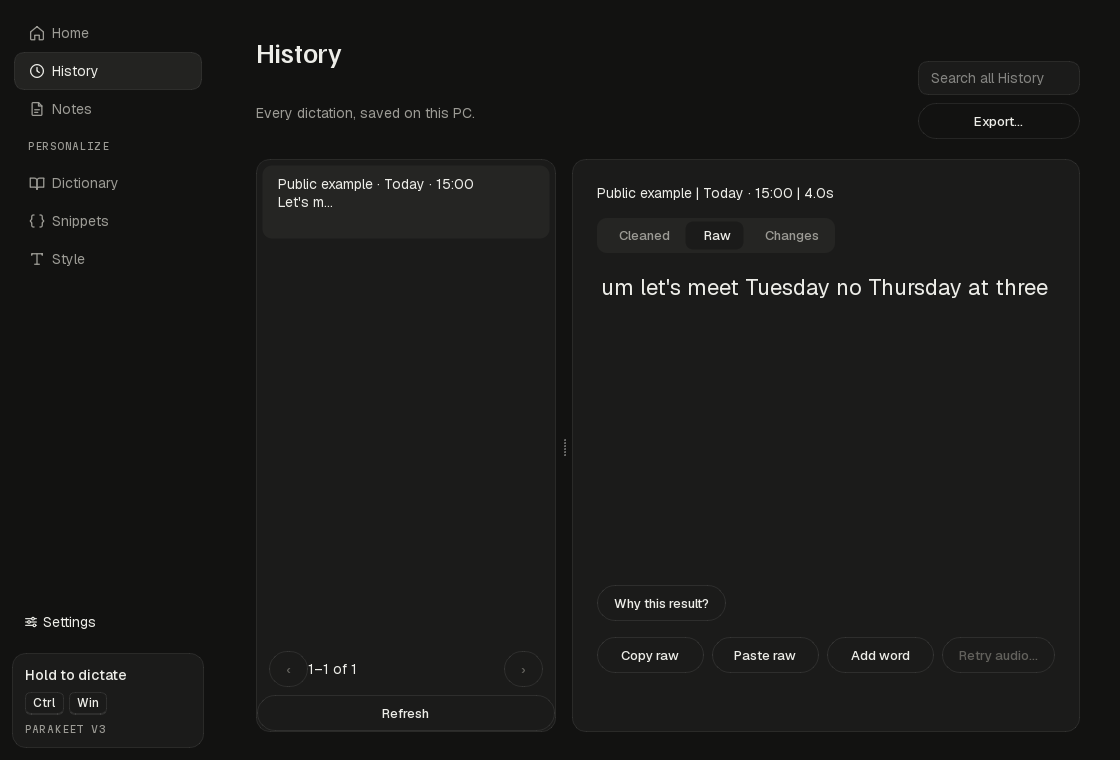 Home
History
Notes
PERSONALIZE
Dictionary
Snippets
Style
Settings
Hold to dictate
Ctrl Win
PARAKEET V3
History
Every dictation, saved on this PC.
Search all History
Export...
Public example · Today · 15:00
Let's m...
‹ 1–1 of 1 ›
Refresh
Public example | Today · 15:00 | 4.0s
Cleaned Raw Changes
um let's meet Tuesday no Thursday at three
Why this result?
Copy raw Paste raw Add word Retry audio...